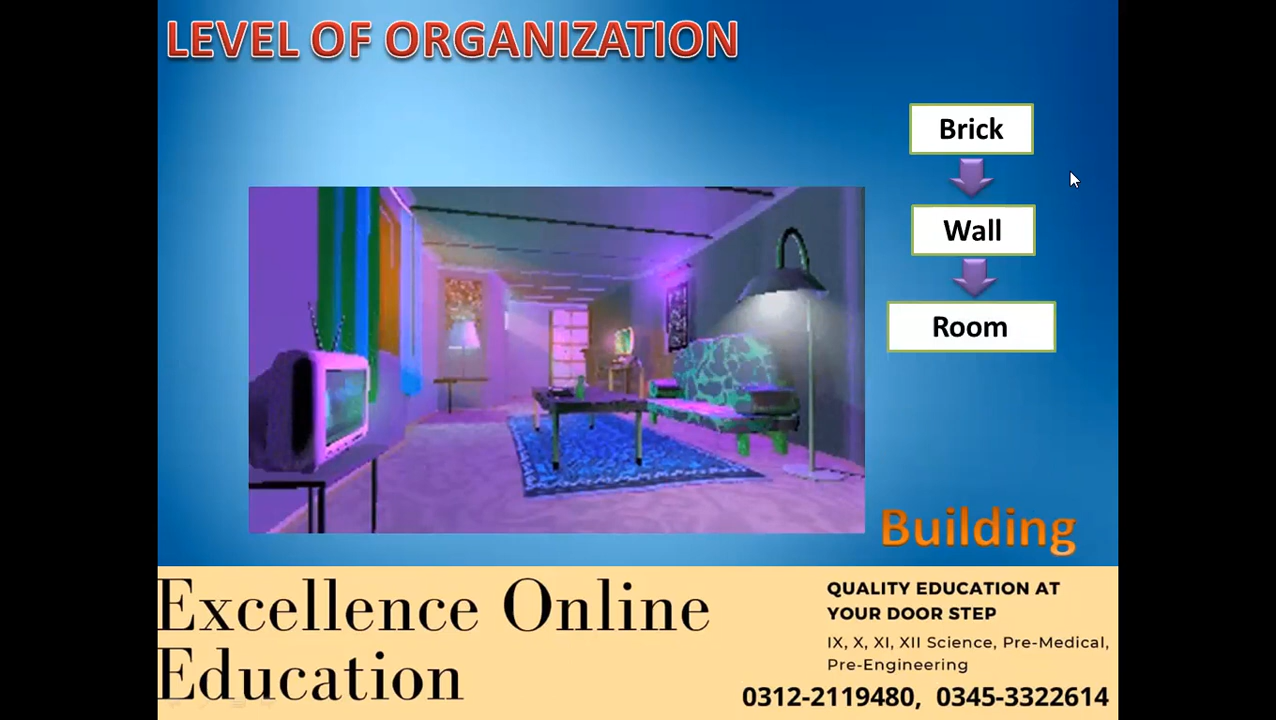 LEVEL OF ORGANIZATION
Brick
Wall
Room
Building
Excellence Online
Education
QUALITY EDUCATION AT
YOUR DOOR STEP
IX, X, XI, XII Science, Pre-Medical,
Pre-Engineering
0312-2119480, 0345-3322614